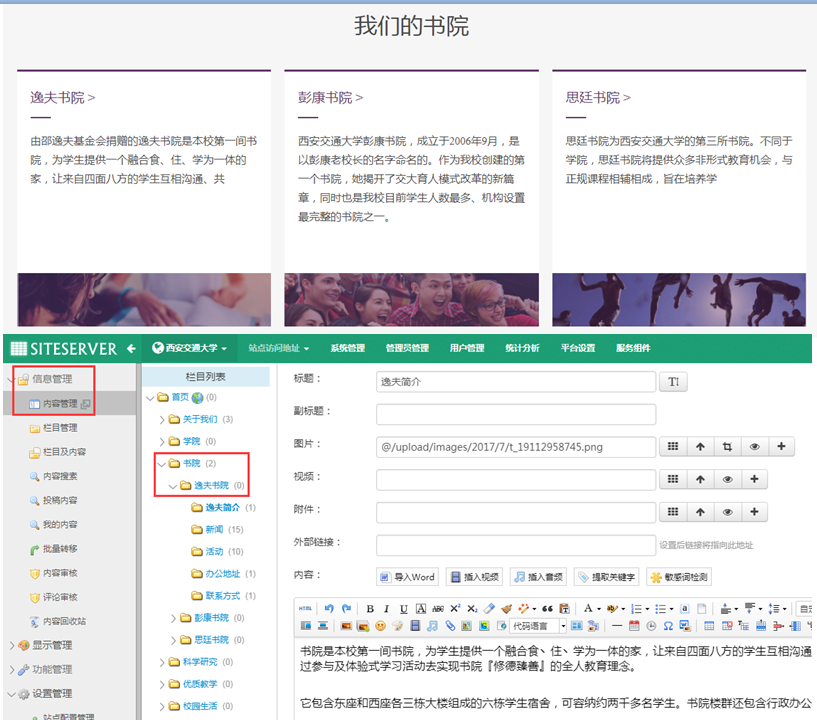 我们的书院
逸夫书院 >
由邵逸夫基金会捐赠的逸夫书院是本校第一间书
院，为学生提供一个融合食、住、学为一体的
家，让来自四面八方的学生互相沟通、共
彭康书院 >
西安交通大学彭康书院，成立于2006年9月，是
以彭康老校长的名字命名的。作为我校创建的第
一个书院，她揭开了交大育人模式改革的新篇
章，同时也是我校目前学生人数最多、机构设置
最完整的书院之一。
思廷书院 >
思廷书院为西安交通大学的第三所书院。不同于
学院，思廷书院将提供众多非形式教育机会，与
正规课程相辅相成，旨在培养学
SITESERVER
西安交通大学
站点访问地址
系统管理
管理员管理
用户管理
统计分析
平台设置
服务组件
信息管理
内容管理
栏目管理
栏目及内容
内容搜索
投稿内容
我的内容
批量转移
内容审核
评论审核
内容回收站
显示管理
功能管理
设置管理
站点配置管理
栏目列表
首页 (0)
关于我们 (3)
学院 (0)
书院 (2)
逸夫书院 (0)
逸夫简介 (1)
新闻 (15)
活动 (10)
办公地址 (1)
联系方式 (1)
彭康书院 (0)
思廷书院 (0)
科学研究 (0)
优质教学 (0)
校园生活 (0)
标题：
逸夫简介
TI
副标题：
图片：
@/upload/images/2017/7/t_19112958745.png
视频：
附件：
外部链接：
设置后链接将指向此地址
内容：
导入Word
插入视频
插入音频
提取关键字
敏感词检测
HTML
B I U A ABC X² X₂
自定
代码语言
书院是本校第一间书院，为学生提供一个融合食、住、学为一体的家，让来自四面八方的学生互相沟通
过参与及体验式学习活动去实现书院『修德臻善』的全人教育理念。
它包含东座和西座各三栋大楼组成的六栋学生宿舍，可容纳约两千多名学生。书院楼群还包括行政办公